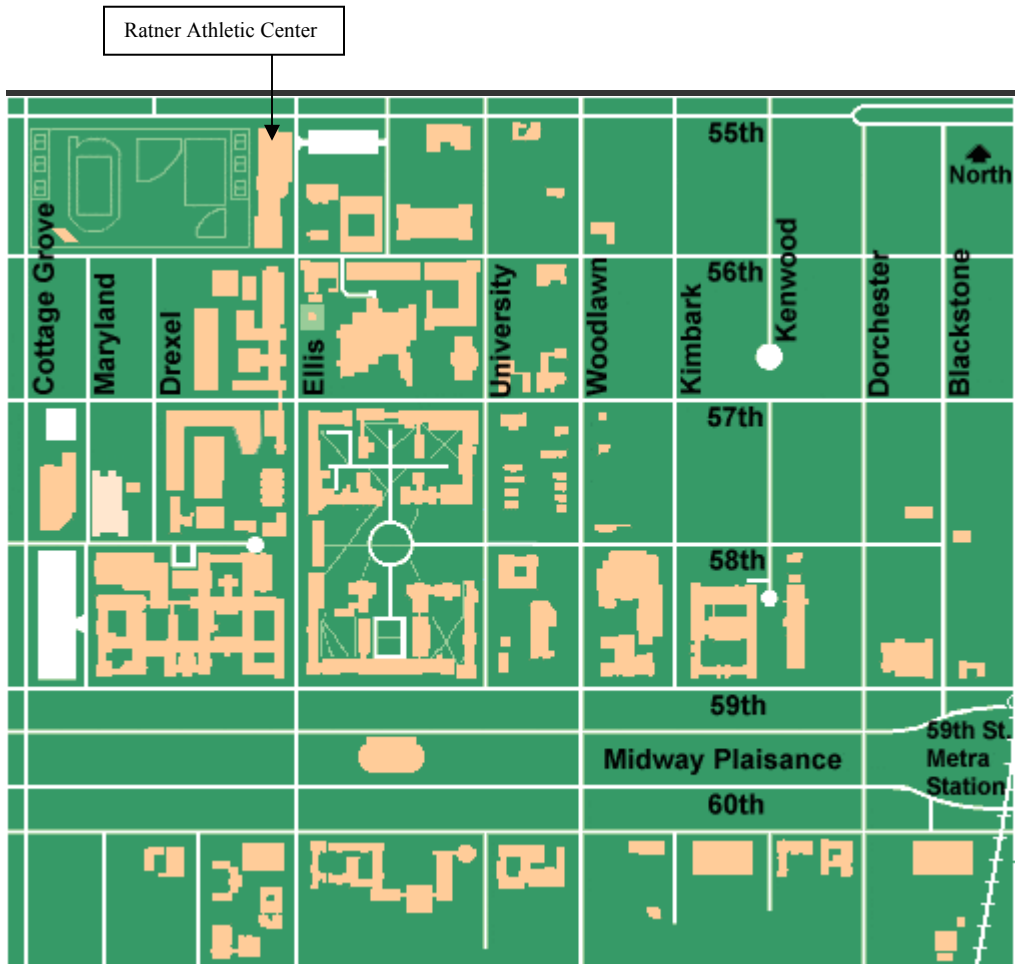 Ratner Athletic Center
55th
North
56th
Cottage Grove
Maryland
Drexel
Ellis
University
Woodlawn
Kimbark
Kenwood
Dorchester
Blackstone
57th
58th
59th
59th St.
Metra
Station
Midway Plaisance
60th